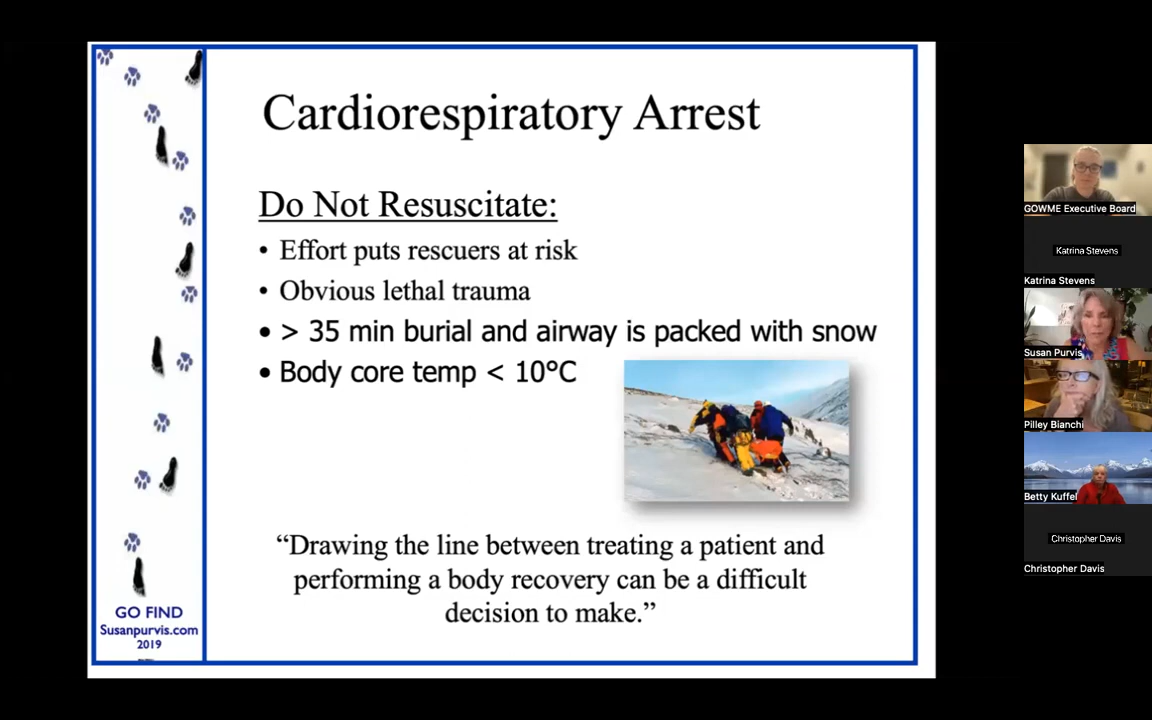 Cardiorespiratory Arrest
Do Not Resuscitate:
• Effort puts rescuers at risk
• Obvious lethal trauma
• > 35 min burial and airway is packed with snow
• Body core temp < 10°C
“Drawing the line between treating a patient and
performing a body recovery can be a difficult
decision to make.”
GO FIND
Susanpurvis.com
2019
GOWME Executive Board
Katrina Stevens
Katrina Stevens
Susan Purvis
Pilley Bianchi
Betty Kuffel
Christopher Davis
Christopher Davis